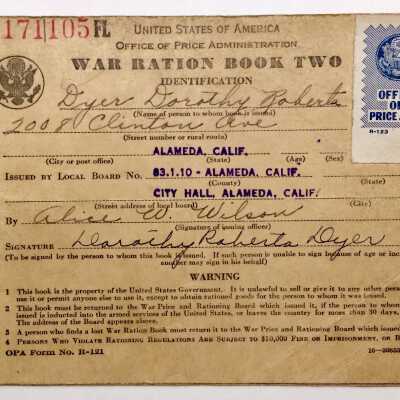 171105 FL
UNITED STATES OF AMERICA
OFFICE OF PRICE ADMINISTRATION
WAR RATION BOOK TWO
IDENTIFICATION
OFF
OF
PRICE A
R-123
Dyer Dorothy Roberta
(Name of person to whom book is issued)
2008 Clinton Ave
(Street number or rural route)
ALAMEDA, CALIF.
(City or post office) (State) (Age) (Sex)
ISSUED BY LOCAL BOARD NO. 83.1.10 - ALAMEDA, CALIF.
(County) (State)
CITY HALL, ALAMEDA, CALIF.
(Street address of local board) (City)
By Alice W. Wilson
(Signature of issuing officer)
SIGNATURE Dorothy Roberta Dyer
(To be signed by the person to whom this book is issued. If such person is unable to sign because of age or inc
another may sign in his behalf)
WARNING
1 This book is the property of the United States Government. It is unlawful to sell or give it to any other pers
use it or permit anyone else to use it, except to obtain rationed goods for the person to whom it was issued.
2 This book must be returned to the War Price and Rationing Board which issued it, if the person to whom
issued is inducted into the armed services of the United States, or leaves the country for more than 30 days,
The address of the Board appears above.
3 A person who finds a lost War Ration Book must return it to the War Price and Rationing Board which issued it
4 PERSONS WHO VIOLATE RATIONING REGULATIONS ARE SUBJECT TO $10,000 FINE OR IMPRISONMENT, OR B
OPA Form No. R-121